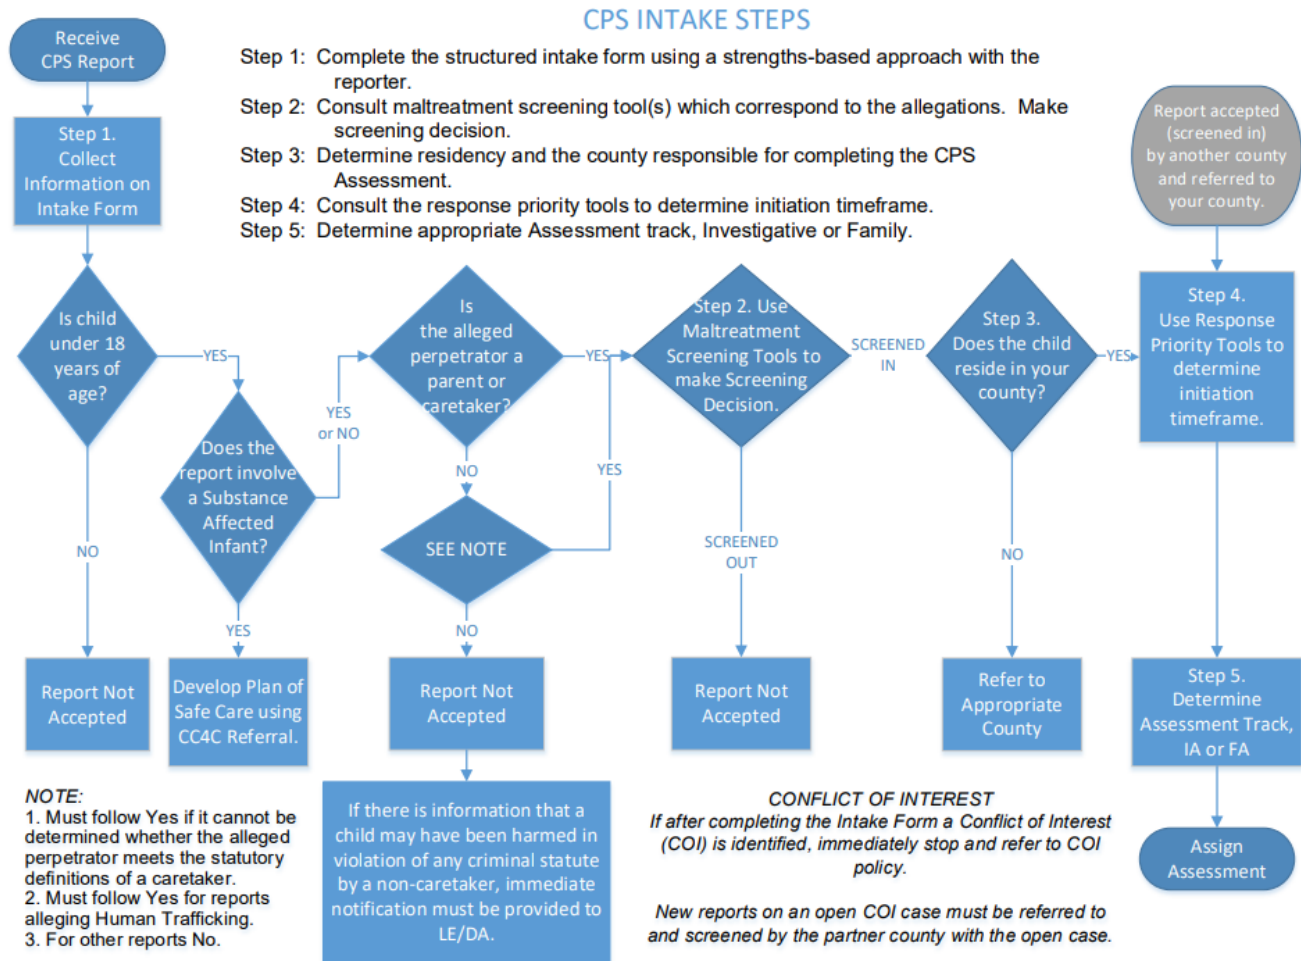 CPS INTAKE STEPS
Receive
CPS Report
Step 1: Complete the structured intake form using a strengths-based approach with the
reporter.
Step 2: Consult maltreatment screening tool(s) which correspond to the allegations. Make
screening decision.
Step 3: Determine residency and the county responsible for completing the CPS
Assessment.
Step 4: Consult the response priority tools to determine initiation timeframe.
Step 5: Determine appropriate Assessment track, Investigative or Family.
Step 1.
Collect
Information on
Intake Form
Report accepted
(screened in)
by another county
and referred to
your county.
Is child
under 18
years of
age?
YES
NO
Report Not
Accepted
Does the
report involve
a Substance
Affected
Infant?
YES
or NO
YES
Develop Plan of
Safe Care using
CC4C Referral.
Is
the alleged
perpetrator a
parent or
caretaker?
YES
NO
SEE NOTE
YES
NO
Report Not
Accepted
If there is information that a
child may have been harmed in
violation of any criminal statute
by a non-caretaker, immediate
notification must be provided to
LE/DA.
Step 2. Use
Maltreatment
Screening Tools to
make Screening
Decision.
SCREENED
IN
SCREENED
OUT
Report Not
Accepted
Step 3.
Does the child
reside in your
county?
YES
NO
Refer to
Appropriate
County
Step 4.
Use Response
Priority Tools to
determine
initiation
timeframe.
Step 5.
Determine
Assessment Track,
IA or FA
Assign
Assessment
NOTE:
1. Must follow Yes if it cannot be
determined whether the alleged
perpetrator meets the statutory
definitions of a caretaker.
2. Must follow Yes for reports
alleging Human Trafficking.
3. For other reports No.
CONFLICT OF INTEREST
If after completing the Intake Form a Conflict of Interest
(COI) is identified, immediately stop and refer to COI
policy.
New reports on an open COI case must be referred to
and screened by the partner county with the open case.